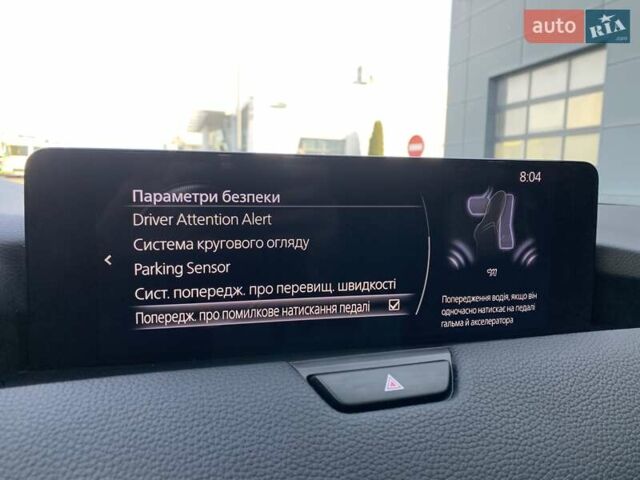 auto RIA.com
8:04
Параметри безпеки
Driver Attention Alert
Система кругового огляду
Parking Sensor
Сист. попередж. про перевищ. швидкості
Попередж. про помилкове натискання педалі
Попередження водія, якщо він
одночасно натискає на педалі
гальма й акселератора